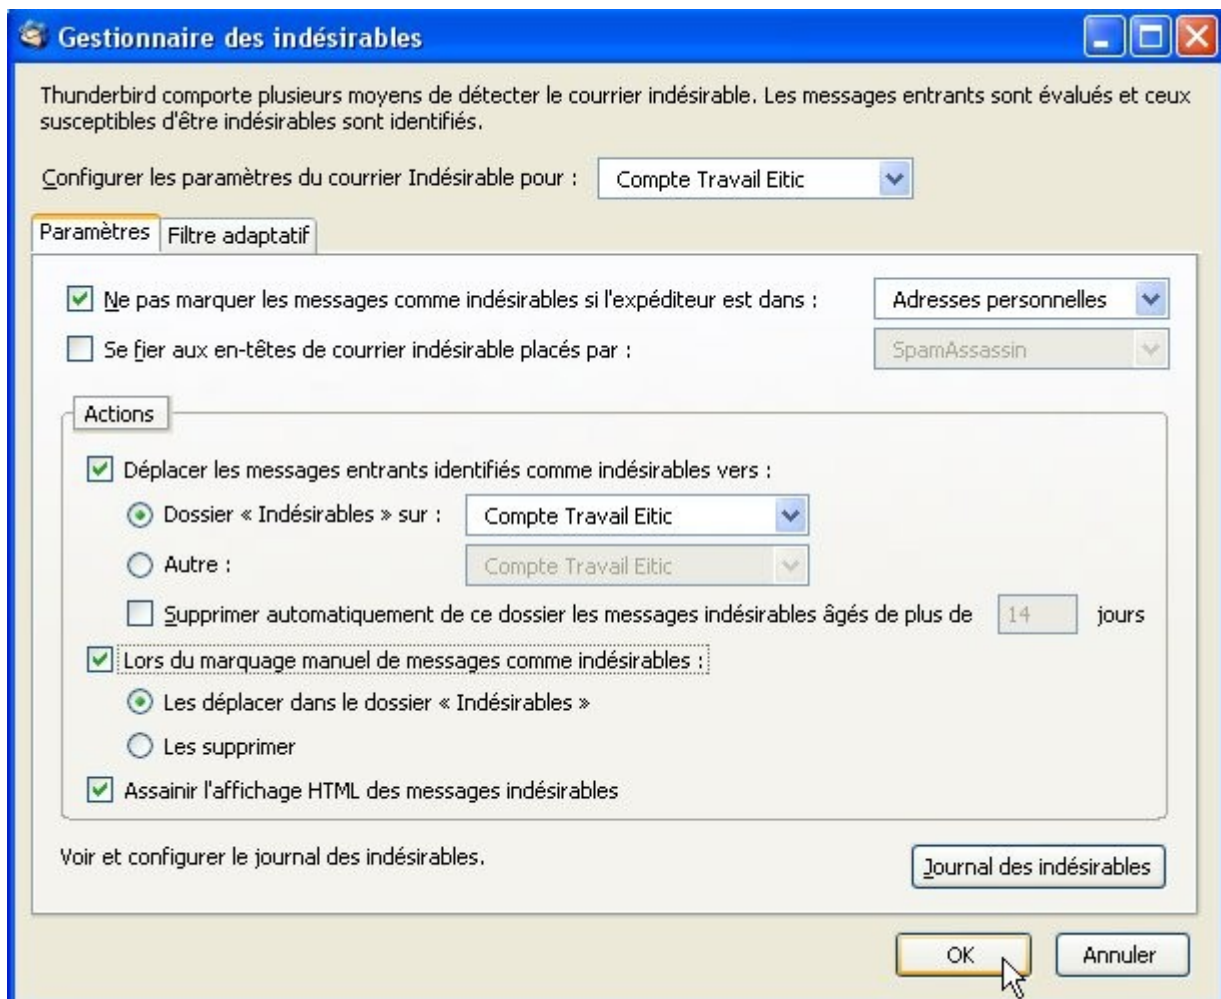 Gestionnaire des indésirables
Thunderbird comporte plusieurs moyens de détecter le courrier indésirable. Les messages entrants sont évalués et ceux
susceptibles d'être indésirables sont identifiés.
Configurer les paramètres du courrier Indésirable pour : Compte Travail Eitic
Paramètres Filtre adaptatif
Ne pas marquer les messages comme indésirables si l'expéditeur est dans : Adresses personnelles
Se fier aux en-têtes de courrier indésirable placés par : SpamAssassin
Actions
Déplacer les messages entrants identifiés comme indésirables vers :
Dossier « Indésirables » sur : Compte Travail Eitic
Autre : Compte Travail Eitic
Supprimer automatiquement de ce dossier les messages indésirables âgés de plus de 14 jours
Lors du marquage manuel de messages comme indésirables :
Les déplacer dans le dossier « Indésirables »
Les supprimer
Assainir l'affichage HTML des messages indésirables
Voir et configurer le journal des indésirables.
Journal des indésirables
OK Annuler